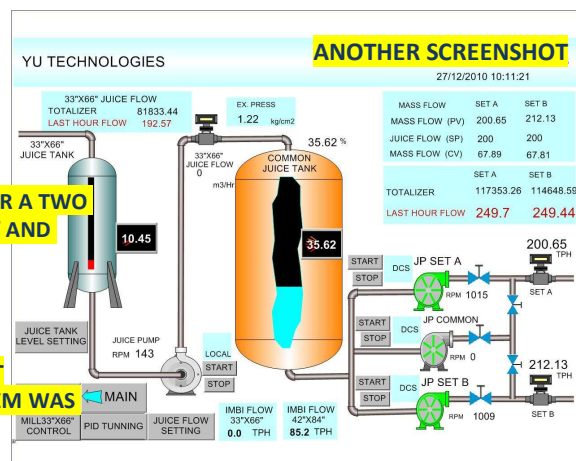 YU TECHNOLOGIES
ANOTHER SCREENSHOT
27/12/2010 10:11:21
33"X66" JUICE FLOW
TOTALIZER 81833.44
LAST HOUR FLOW 192.57
EX. PRESS
1.22 kg/cm2
MASS FLOW SET A SET B
MASS FLOW (PV) 200.65 212.13
JUICE FLOW (SP) 200 200
MASS FLOW (CV) 67.89 67.81
SET A SET B
TOTALIZER 117353.26 114648.59
LAST HOUR FLOW 249.7 249.44
33"X66"
JUICE TANK
33"X66"
JUICE FLOW
0
m3/Hr
35.62 %
COMMON
JUICE TANK
R A TWO
AND
10.45
35.62
200.65
TPH
SET A
START
STOP
DCS
JP SET A
RPM 1015
START
STOP
DCS
JP COMMON
RPM 0
START
STOP
DCS
JP SET B
RPM 1009
212.13
TPH
SET B
JUICE TANK
LEVEL SETTING
JUICE PUMP
RPM 143
LOCAL
START
STOP
EM WAS
MAIN
MILL33"X66"
CONTROL
PID TUNNING
JUICE FLOW
SETTING
IMBI FLOW
33"X66"
0.0 TPH
IMBI FLOW
42"X84"
85.2 TPH